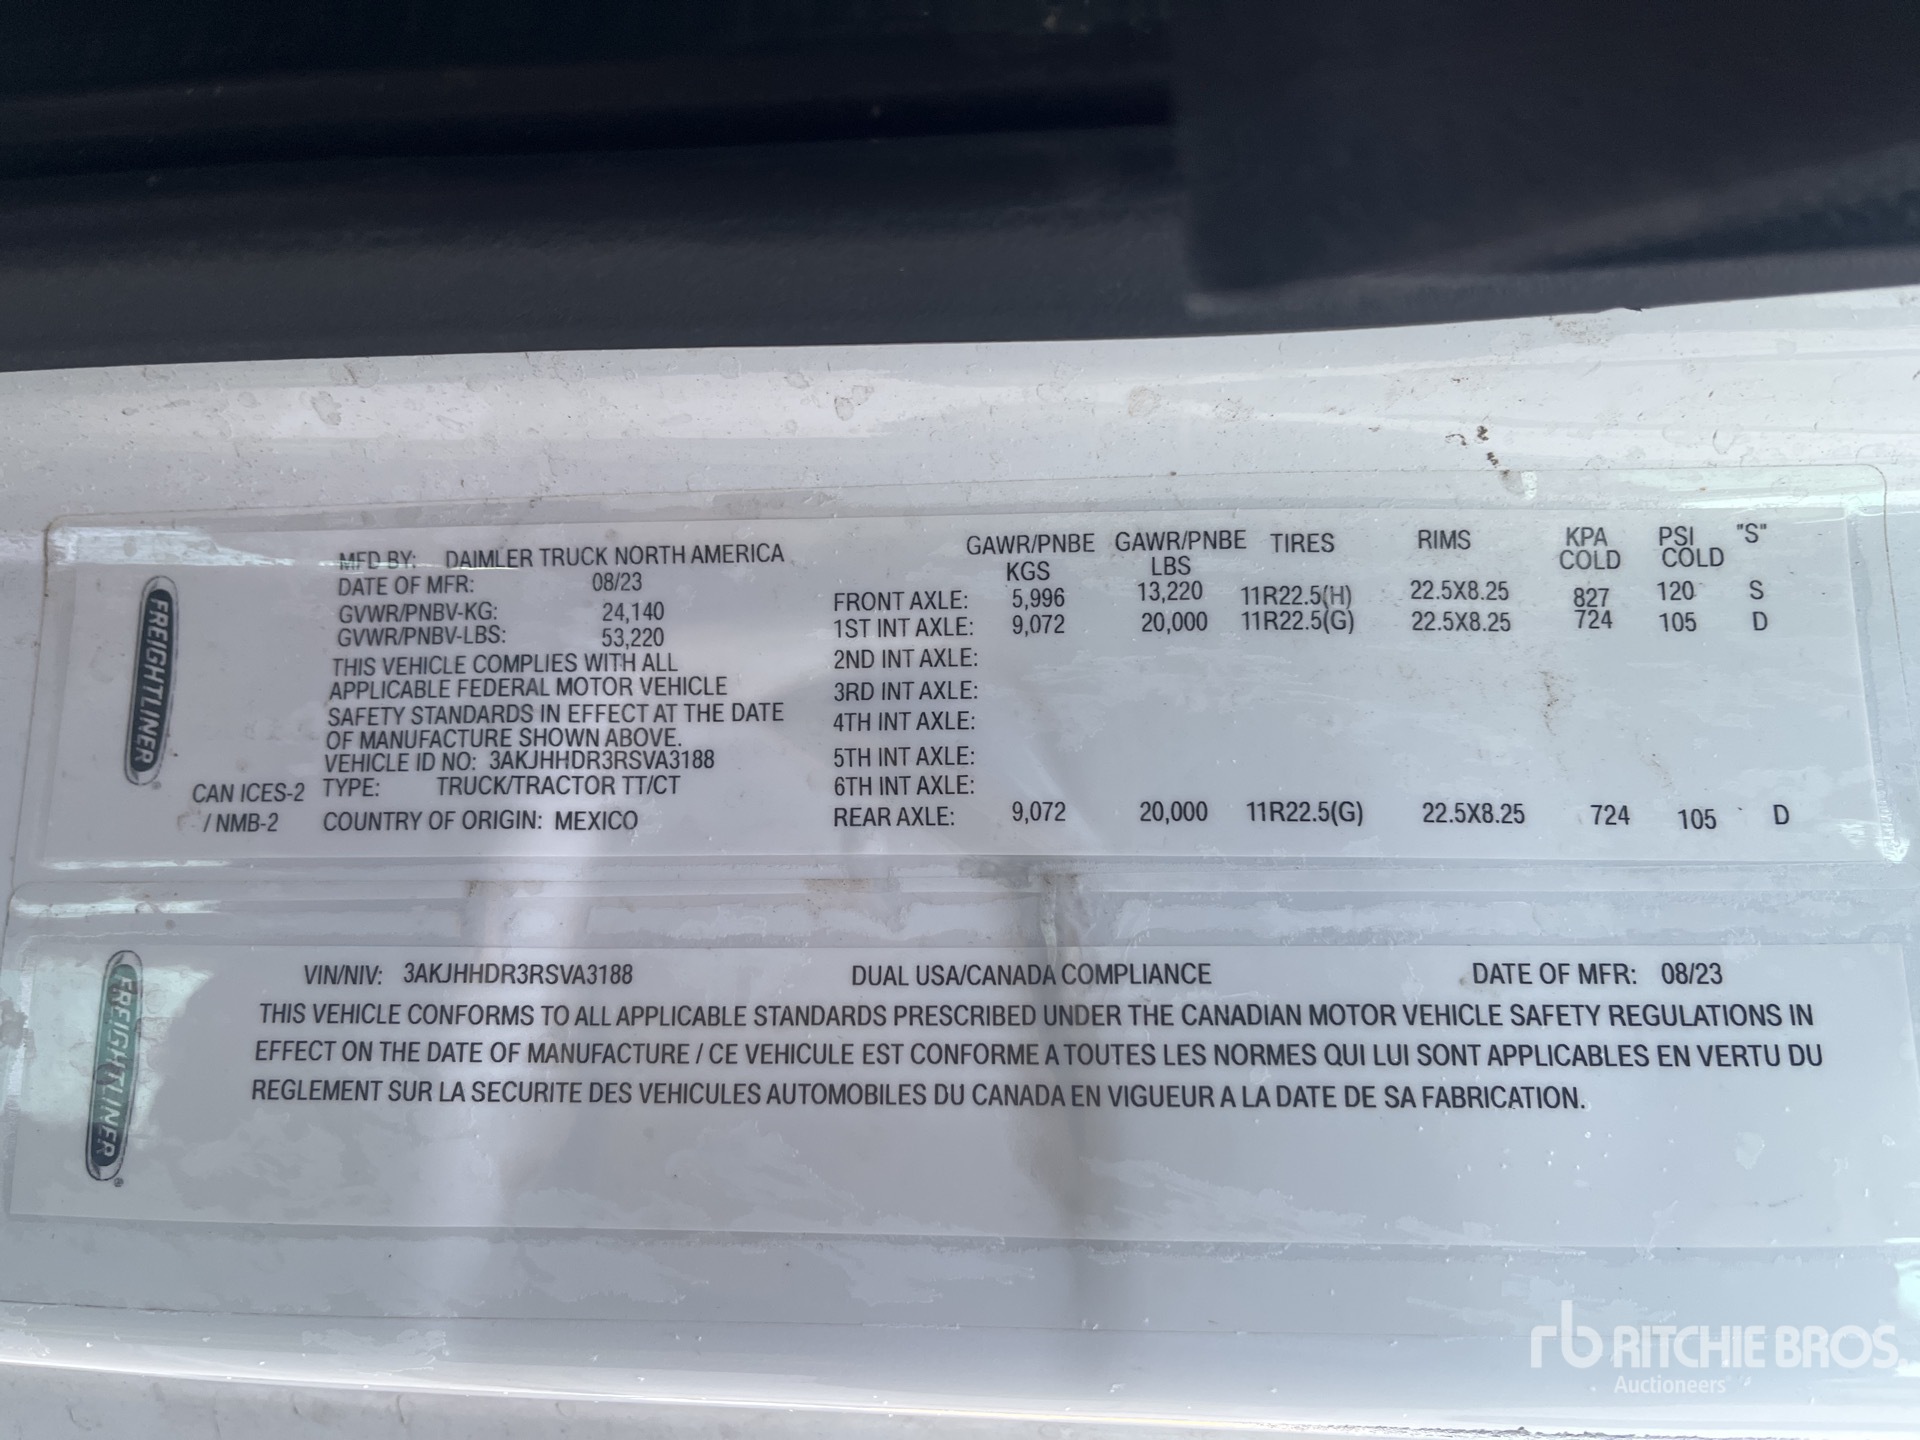 FREIGHTLINER
CAN ICES-2
/ NMB-2
MFD BY: DAIMLER TRUCK NORTH AMERICA
DATE OF MFR: 08/23
GVWR/PNBV-KG: 24,140
GVWR/PNBV-LBS: 53,220
THIS VEHICLE COMPLIES WITH ALL
APPLICABLE FEDERAL MOTOR VEHICLE
SAFETY STANDARDS IN EFFECT AT THE DATE
OF MANUFACTURE SHOWN ABOVE.
VEHICLE ID NO: 3AKJHHDR3RSVA3188
TYPE: TRUCK/TRACTOR TT/CT
COUNTRY OF ORIGIN: MEXICO
GAWR/PNBE GAWR/PNBE TIRES RIMS KPA PSI "S"
KGS LBS COLD COLD
FRONT AXLE: 5,996 13,220 11R22.5(H) 22.5X8.25 827 120 S
1ST INT AXLE: 9,072 20,000 11R22.5(G) 22.5X8.25 724 105 D
2ND INT AXLE:
3RD INT AXLE:
4TH INT AXLE:
5TH INT AXLE:
6TH INT AXLE:
REAR AXLE: 9,072 20,000 11R22.5(G) 22.5X8.25 724 105 D
FREIGHTLINER
VIN/NIV: 3AKJHHDR3RSVA3188 DUAL USA/CANADA COMPLIANCE DATE OF MFR: 08/23
THIS VEHICLE CONFORMS TO ALL APPLICABLE STANDARDS PRESCRIBED UNDER THE CANADIAN MOTOR VEHICLE SAFETY REGULATIONS IN
EFFECT ON THE DATE OF MANUFACTURE / CE VEHICULE EST CONFORME A TOUTES LES NORMES QUI LUI SONT APPLICABLES EN VERTU DU
REGLEMENT SUR LA SECURITE DES VEHICULES AUTOMOBILES DU CANADA EN VIGUEUR A LA DATE DE SA FABRICATION.
rb RITCHIE BROS.
Auctioneers